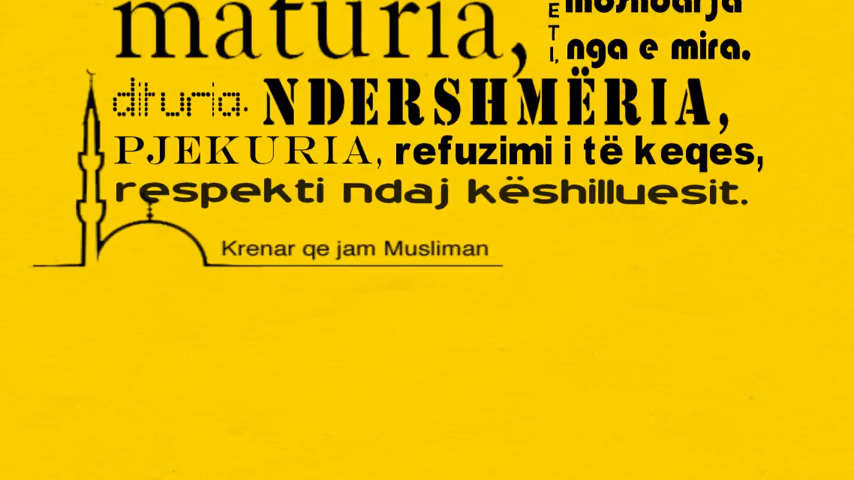 maturia,
nga e mira.
dituria. NDERSHMËRIA,
PJEKURIA, refuzimi i të keqes,
respekti ndaj këshilluesit.
Krenar qe jam Musliman